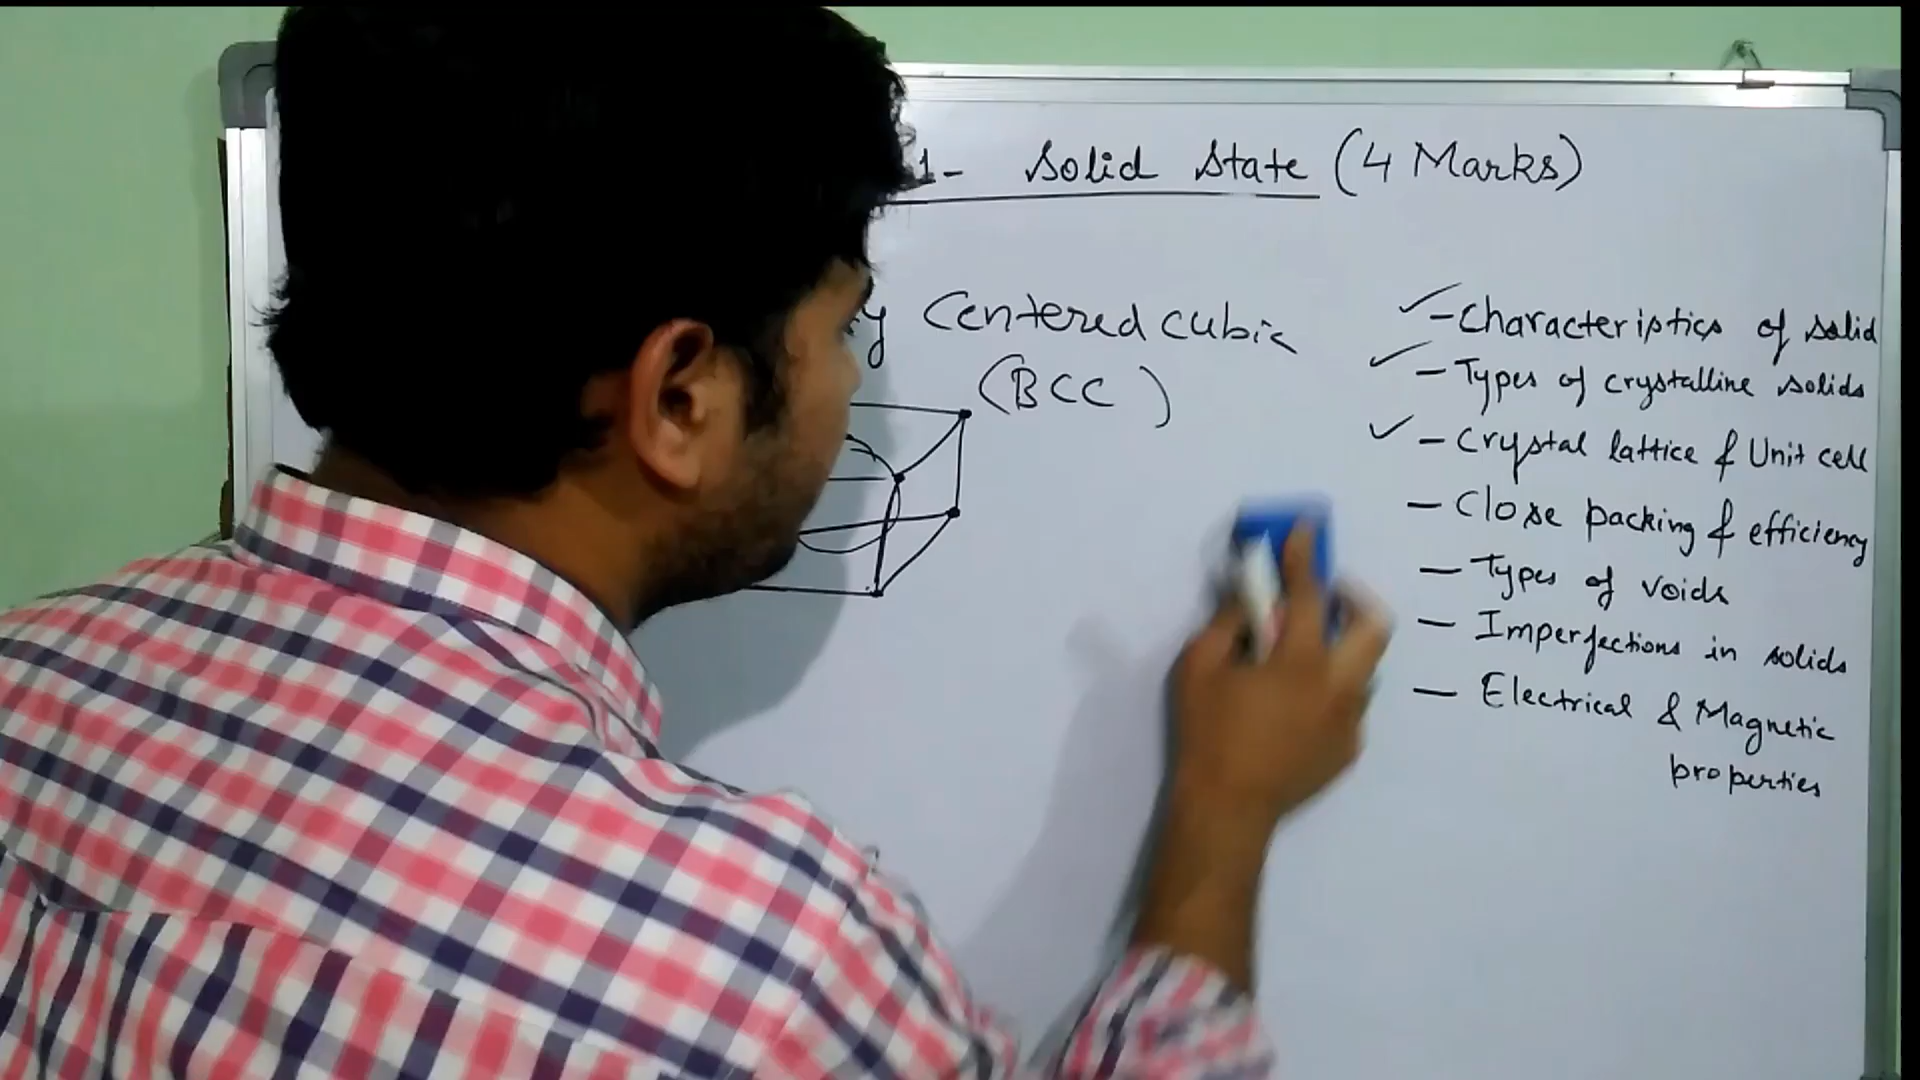 1- Solid State (4 Marks)
y Centered cubic
(BCC)
- characteristics of solid
- Types of crystalline solids
- Crystal lattice & Unit cell
- Close packing & efficiency
- Types of voids
- Imperfections in solids
- Electrical & Magnetic
properties